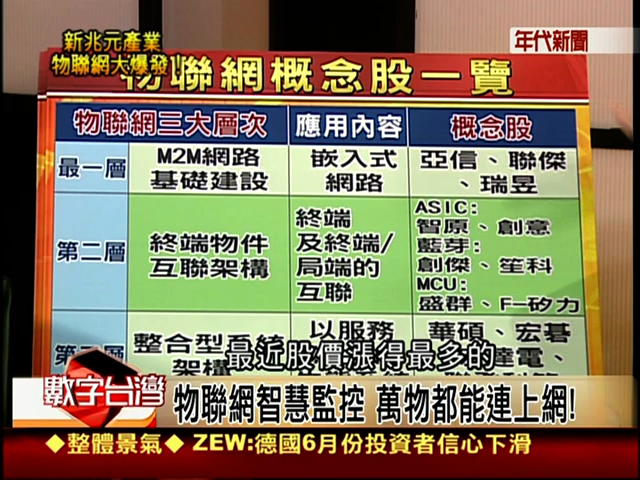 新兆元產業
物聯網大爆發!
年代新聞
物聯網概念股一覽
物聯網三大層次
應用內容
概念股
最一層
M2M網路
基礎建設
嵌入式
網路
亞信、聯傑
、瑞昱
第二層
終端物件
互聯架構
終端
及終端/
局端的
互聯
ASIC:
智原、創意
藍芽:
創傑、笙科
MCU:
盛群、F-矽力
整合型
架構
以服務
華碩、宏碁
達電、
最近股價漲得最多的
數字台灣
物聯網智慧監控 萬物都能連上網!
◆整體景氣◆ ZEW:德國6月份投資者信心下滑